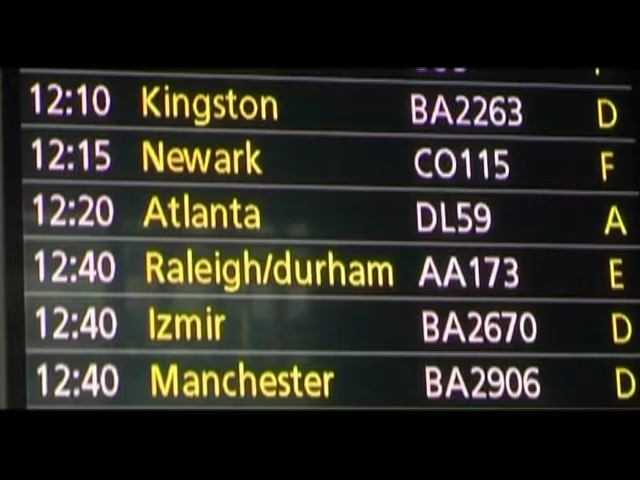 12:10 Kingston BA2263 D
12:15 Newark CO115 F
12:20 Atlanta DL59 A
12:40 Raleigh/durham AA173 E
12:40 Izmir BA2670 D
12:40 Manchester BA2906 D